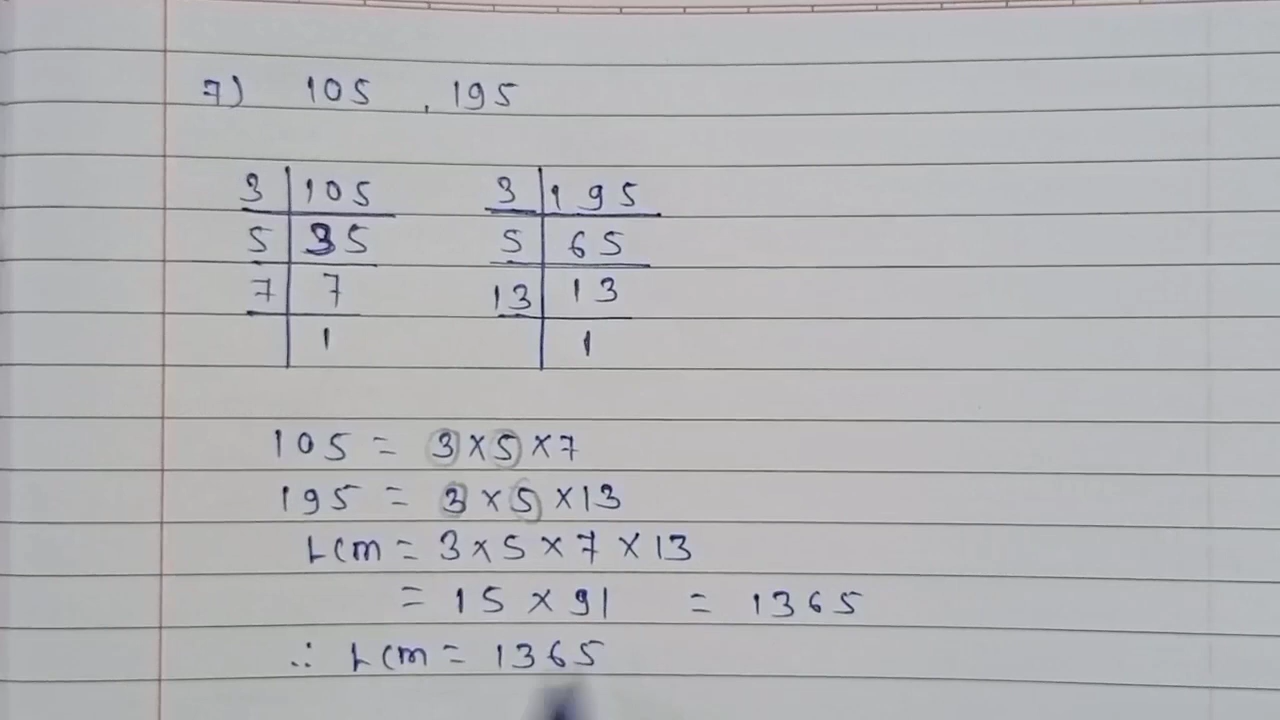 7) 105 , 195
3 105 3 195
5 35 5 65
7 7 13 13
1 1
105 = 3 × 5 × 7
195 = 3 × 5 × 13
LCM = 3 × 5 × 7 × 13
= 15 × 91 = 1365
∴ LCM = 1365